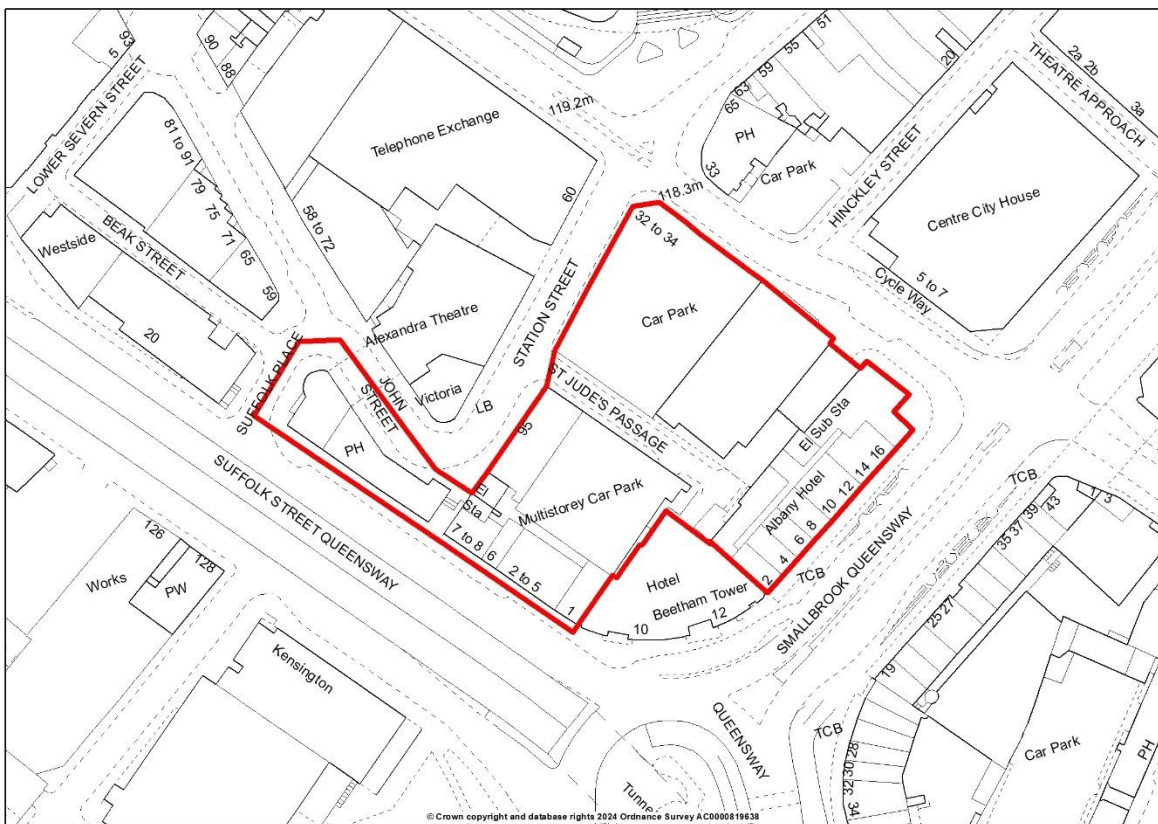 93
5
LOWER SEVERN STREET
90
88
81 to 91
79
75
71
65
59
BEAK STREET
Westside
20
Telephone Exchange
119.2m
58 to 72
60
Alexandra Theatre
Victoria
LB
STATION STREET
JOHN
STREET
SUFFOLK PLACE
51
55
59
63
65
PH
33
Car Park
118.3m
20
HINCKLEY STREET
2a 2b
3a
THEATRE APPROACH
Centre City House
5 to 7
Cycle Way
32 to 34
Car Park
ST JUDE'S PASSAGE
95
PH
El
Sta
Multistorey Car Park
7 to 8
6
2 to 5
1
El Sub Sta
Albany Hotel
16
14
12
10
8
6
4
2
Hotel
Beetham Tower
10
12
TCB
SMALLBROOK QUEENSWAY
TCB
43
39
37
35
3
27
25
19
TCB
28
30
32
34
Car Park
PH
SUFFOLK STREET QUEENSWAY
126
128
Works
PW
Kensington
QUEENSWAY
© Crown copyright and database rights 2024 Ordnance Survey AC0000819638